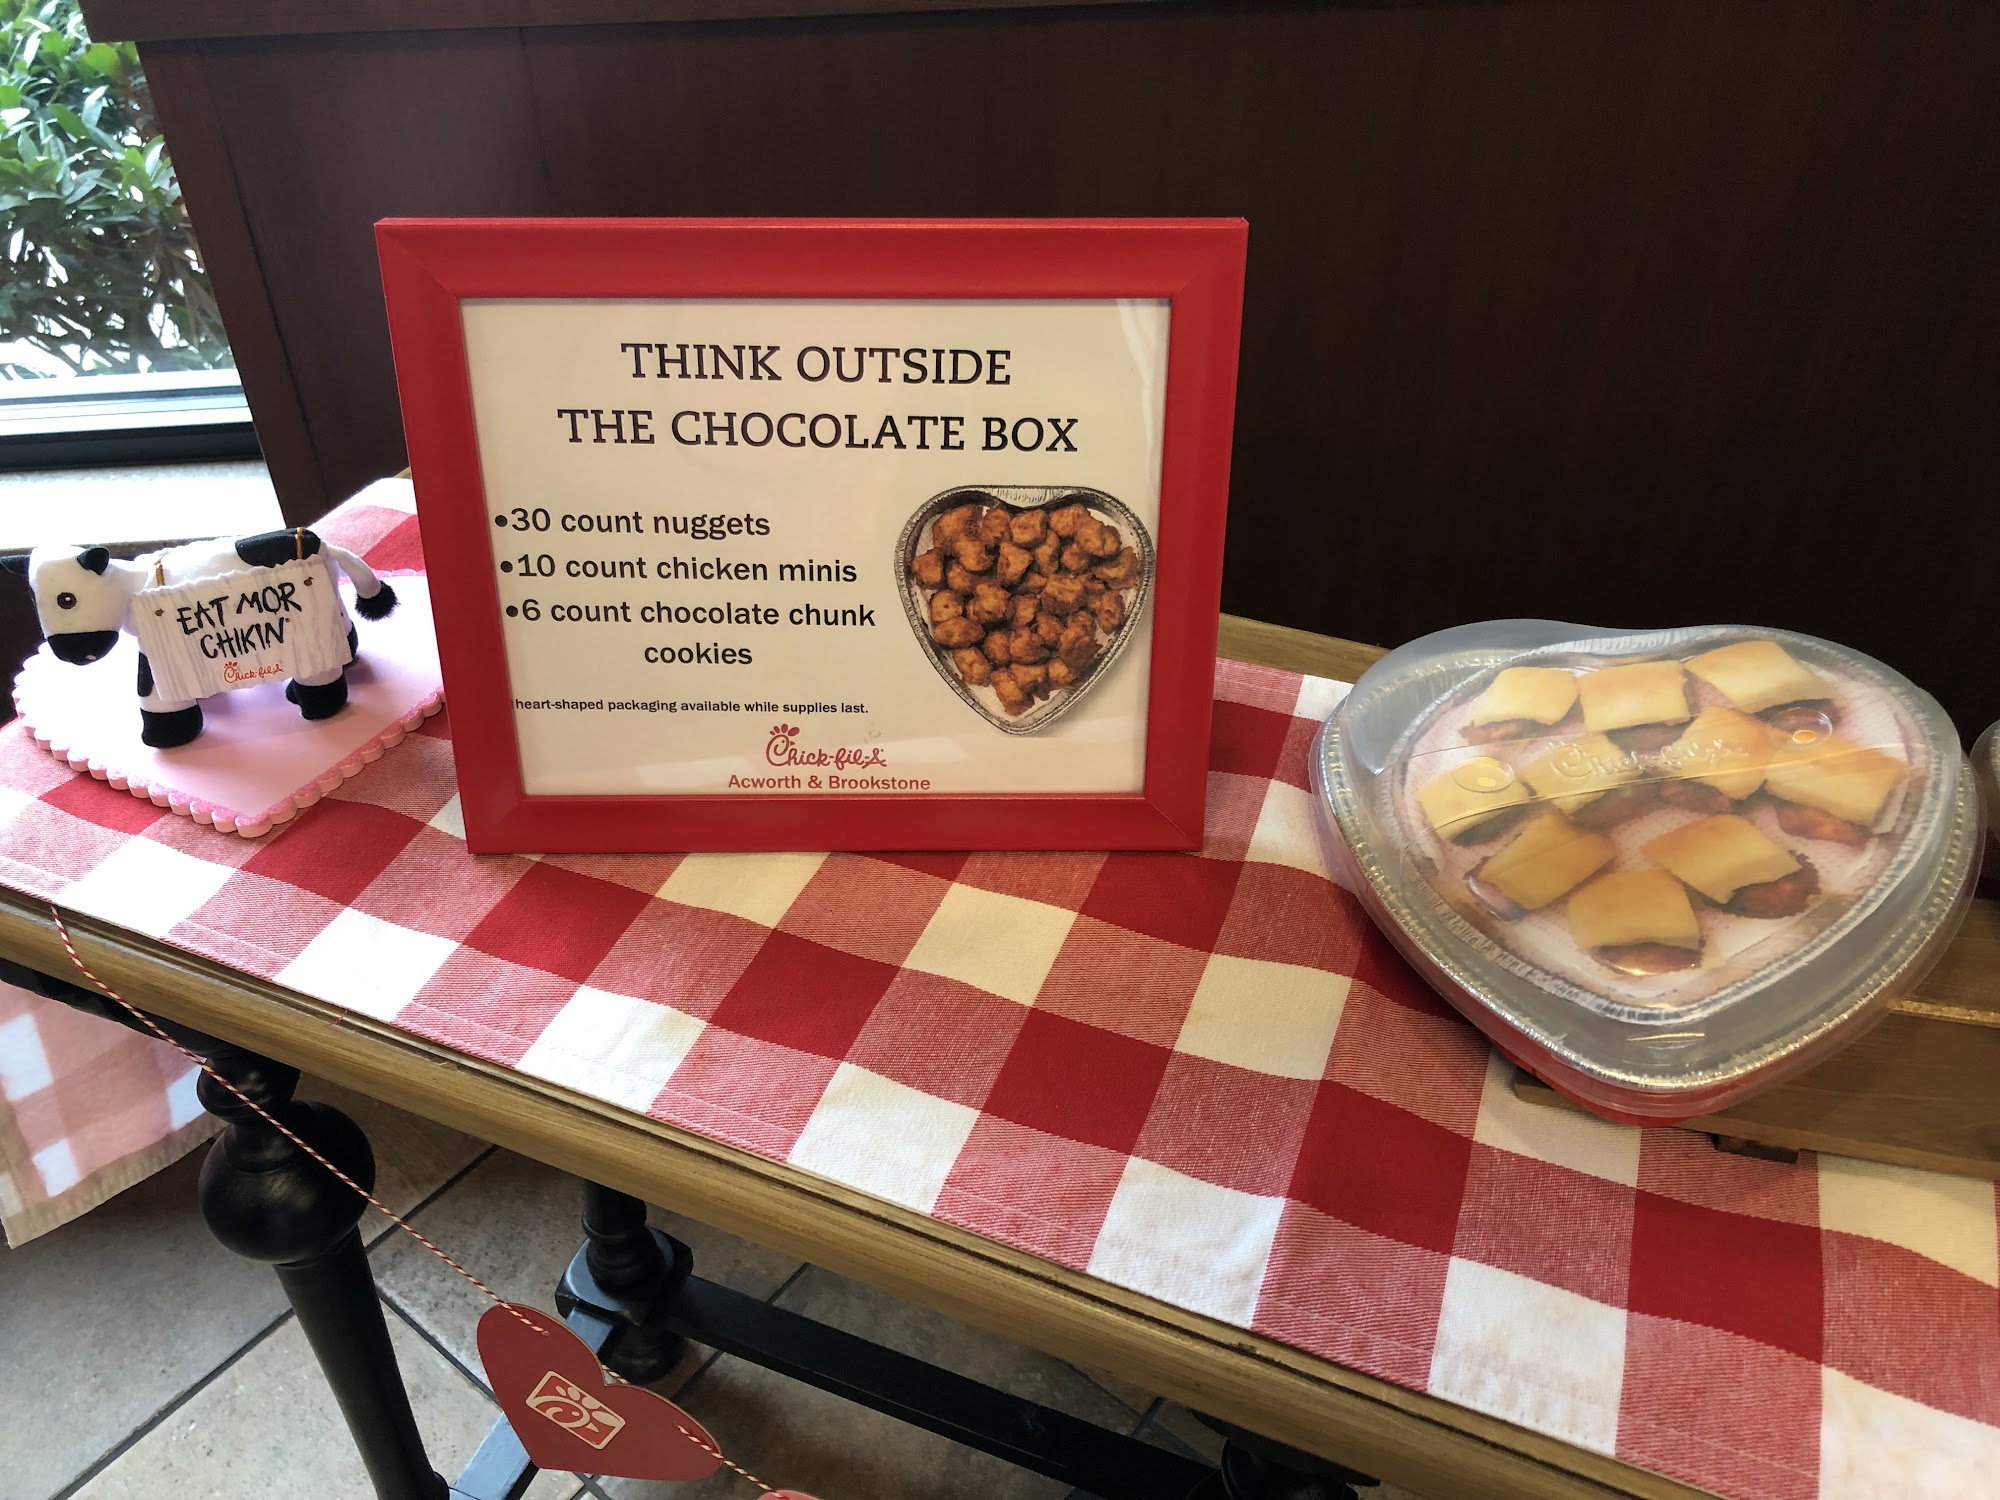 EAT MOR
CHIKIN®
Chick-fil-A
THINK OUTSIDE
THE CHOCOLATE BOX
•30 count nuggets
•10 count chicken minis
•6 count chocolate chunk
cookies
heart-shaped packaging available while supplies last.
Chick-fil-A
Acworth & Brookstone
Chick-fil-A